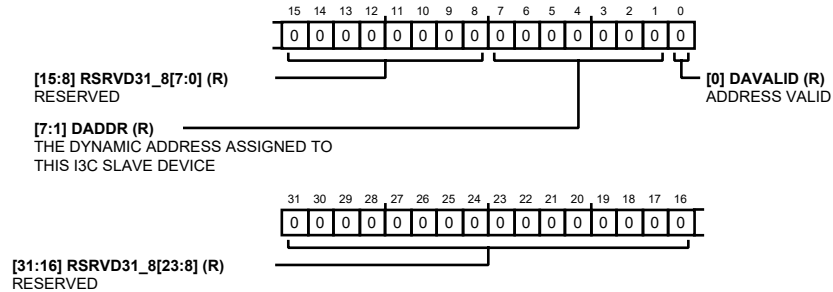 15 14 13 12 11 10 9 8 7 6 5 4 3 2 1 0
0 0 0 0 0 0 0 0 0 0 0 0 0 0 0 0
[15:8] RSRVD31_8[7:0] (R)
RESERVED
[0] DAVALID (R)
ADDRESS VALID
[7:1] DADDR (R)
THE DYNAMIC ADDRESS ASSIGNED TO
THIS I3C SLAVE DEVICE
31 30 29 28 27 26 25 24 23 22 21 20 19 18 17 16
0 0 0 0 0 0 0 0 0 0 0 0 0 0 0 0
[31:16] RSRVD31_8[23:8] (R)
RESERVED